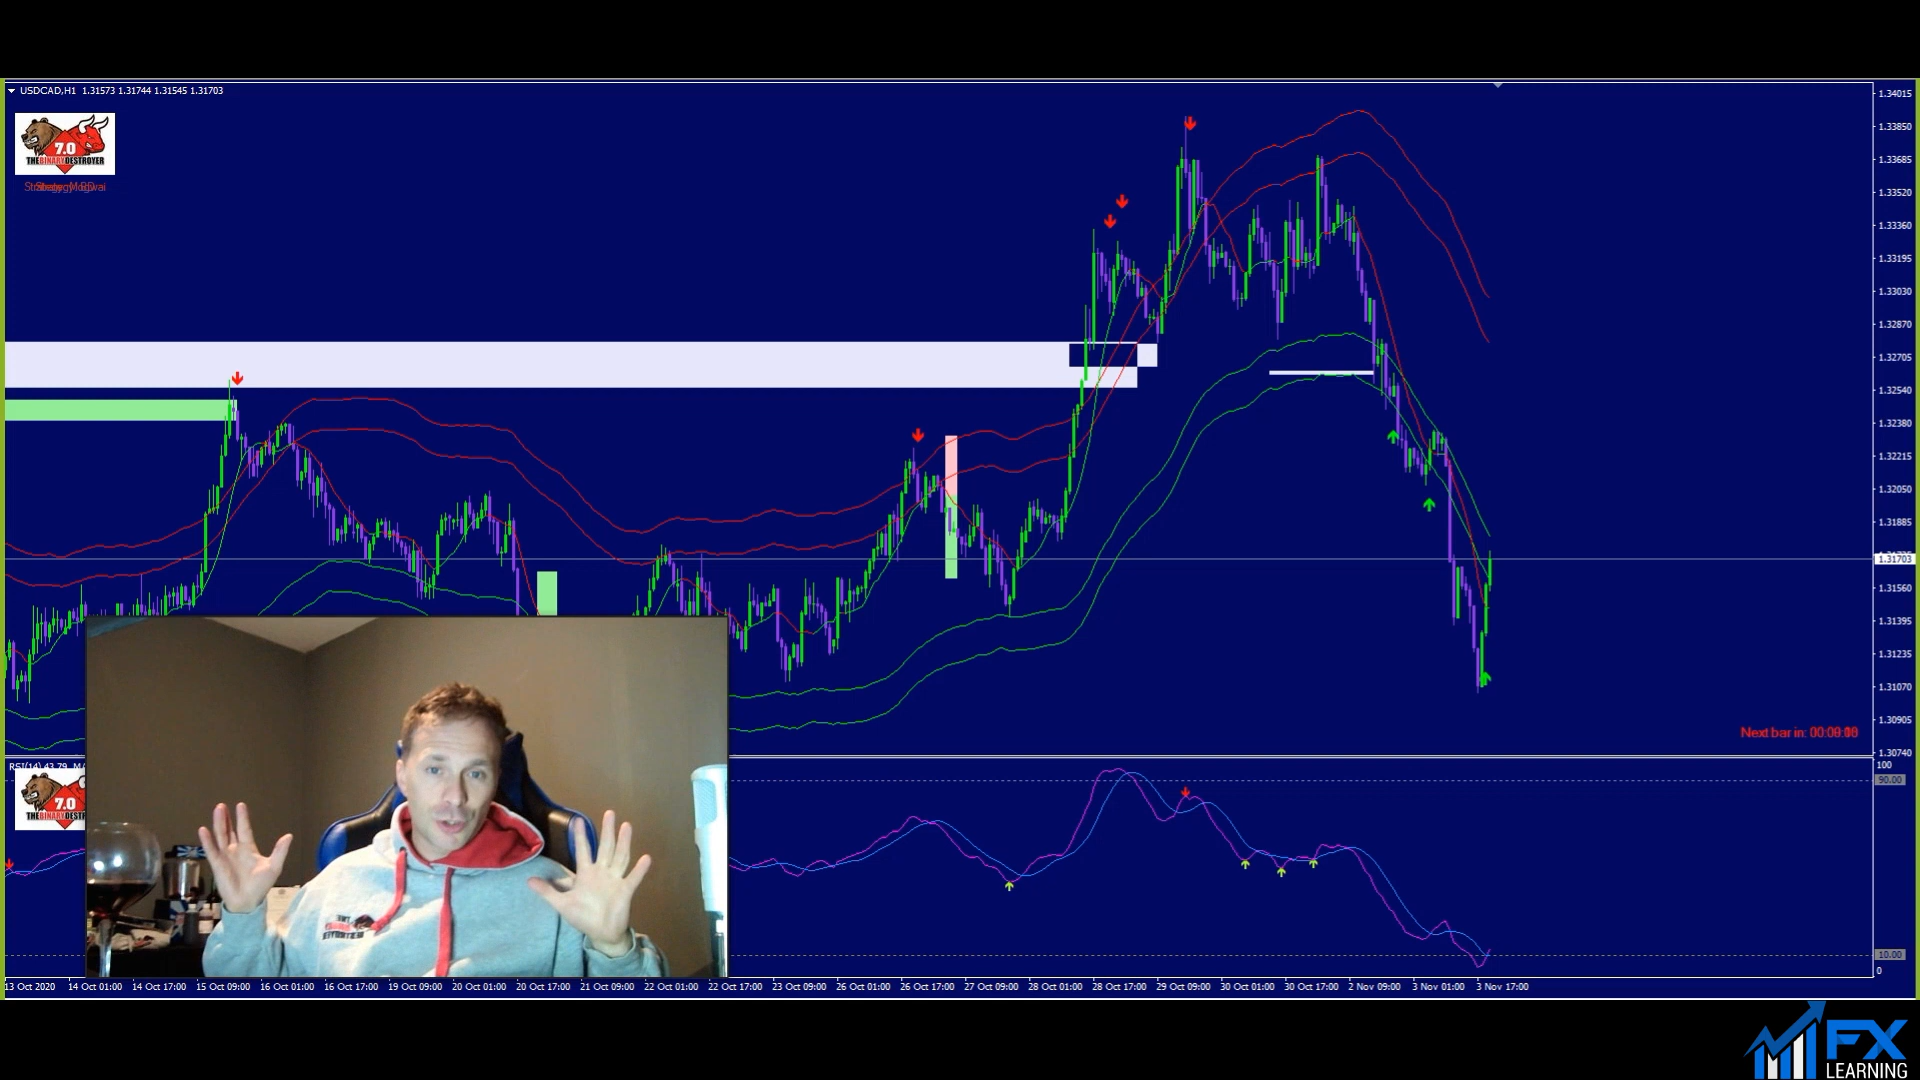 USDCAD,H1 1.31573 1.31744 1.31545 1.31703
7.0
THEBINARYDESTROYER
1.34015
1.33850
1.33685
1.33520
1.33360
1.33195
1.33030
1.32870
1.32705
1.32540
1.32380
1.32215
1.32050
1.31885
1.31703
1.31560
1.31395
1.31235
1.31070
1.30905
1.30740
Next bar in:
RSI(14) 43.79
7.0
100
90.00
10.00
0
13 Oct 2020
14 Oct 01:00
14 Oct 17:00
15 Oct 09:00
16 Oct 01:00
16 Oct 17:00
19 Oct 09:00
20 Oct 01:00
20 Oct 17:00
21 Oct 09:00
22 Oct 01:00
22 Oct 17:00
23 Oct 09:00
26 Oct 01:00
26 Oct 17:00
27 Oct 09:00
28 Oct 01:00
28 Oct 17:00
29 Oct 09:00
30 Oct 01:00
30 Oct 17:00
2 Nov 09:00
3 Nov 01:00
3 Nov 17:00
FX
LEARNING